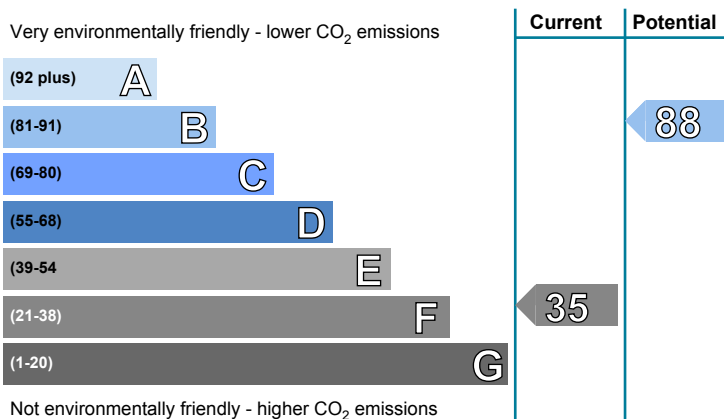 Current Potential
Very environmentally friendly - lower CO2 emissions
(92 plus) A
(81-91) B 88
(69-80) C
(55-68) D
(39-54 E
(21-38) F 35
(1-20) G
Not environmentally friendly - higher CO2 emissions